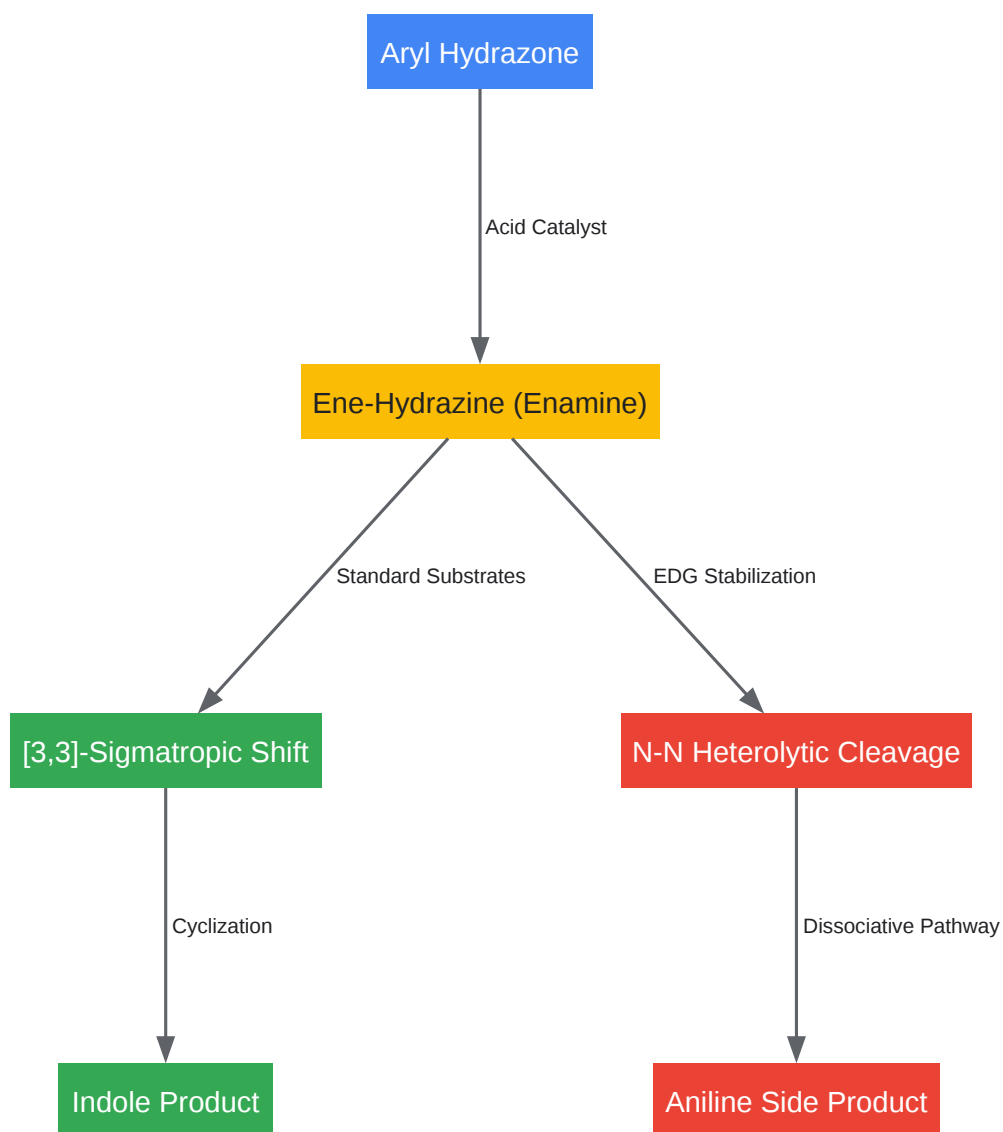 Aryl Hydrazone
Acid Catalyst
Ene-Hydrazine (Enamine)
Standard Substrates
EDG Stabilization
[3,3]-Sigmatropic Shift
N-N Heterolytic Cleavage
Cyclization
Dissociative Pathway
Indole Product
Aniline Side Product